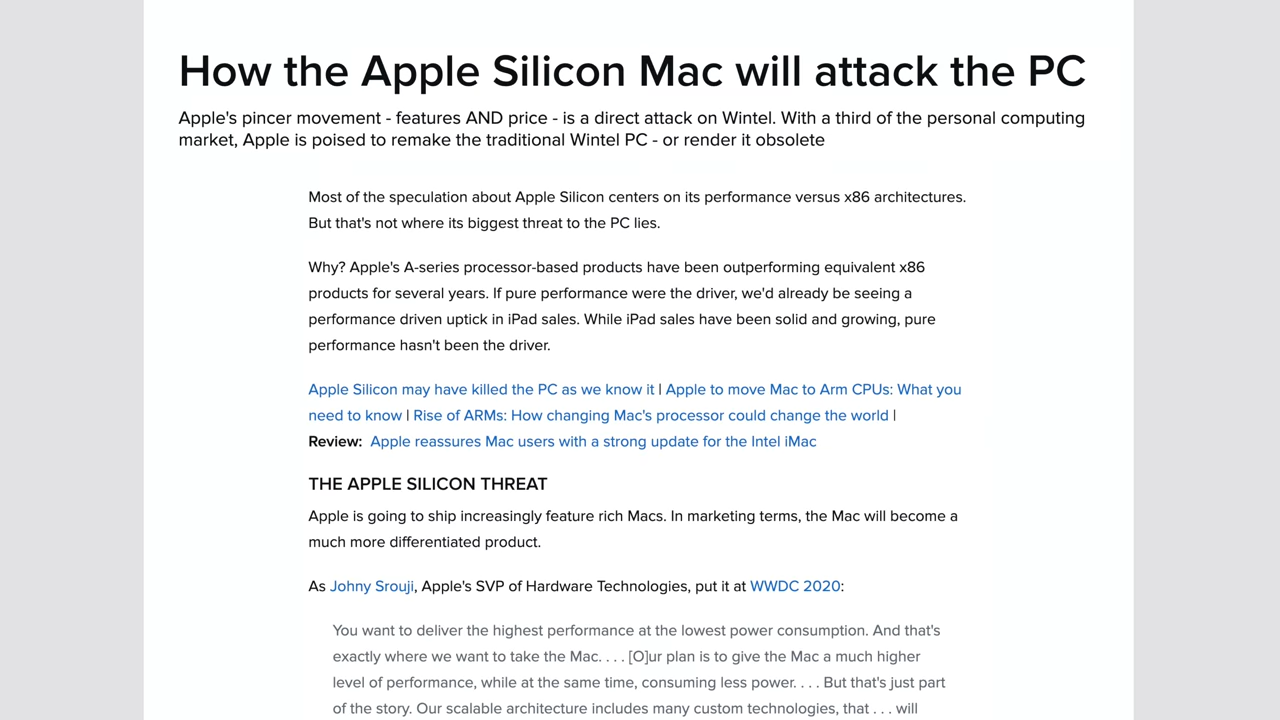 How the Apple Silicon Mac will attack the PC
Apple's pincer movement - features AND price - is a direct attack on Wintel. With a third of the personal computing
market, Apple is poised to remake the traditional Wintel PC - or render it obsolete
Most of the speculation about Apple Silicon centers on its performance versus x86 architectures.
But that's not where its biggest threat to the PC lies.
Why? Apple's A-series processor-based products have been outperforming equivalent x86
products for several years. If pure performance were the driver, we'd already be seeing a
performance driven uptick in iPad sales. While iPad sales have been solid and growing, pure
performance hasn't been the driver.
Apple Silicon may have killed the PC as we know it | Apple to move Mac to Arm CPUs: What you
need to know | Rise of ARMs: How changing Mac's processor could change the world |
Review: Apple reassures Mac users with a strong update for the Intel iMac
THE APPLE SILICON THREAT
Apple is going to ship increasingly feature rich Macs. In marketing terms, the Mac will become a
much more differentiated product.
As Johny Srouji, Apple's SVP of Hardware Technologies, put it at WWDC 2020:
You want to deliver the highest performance at the lowest power consumption. And that's
exactly where we want to take the Mac. . . . [O]ur plan is to give the Mac a much higher
level of performance, while at the same time, consuming less power. . . . But that's just part
of the story. Our scalable architecture includes many custom technologies, that . . . will